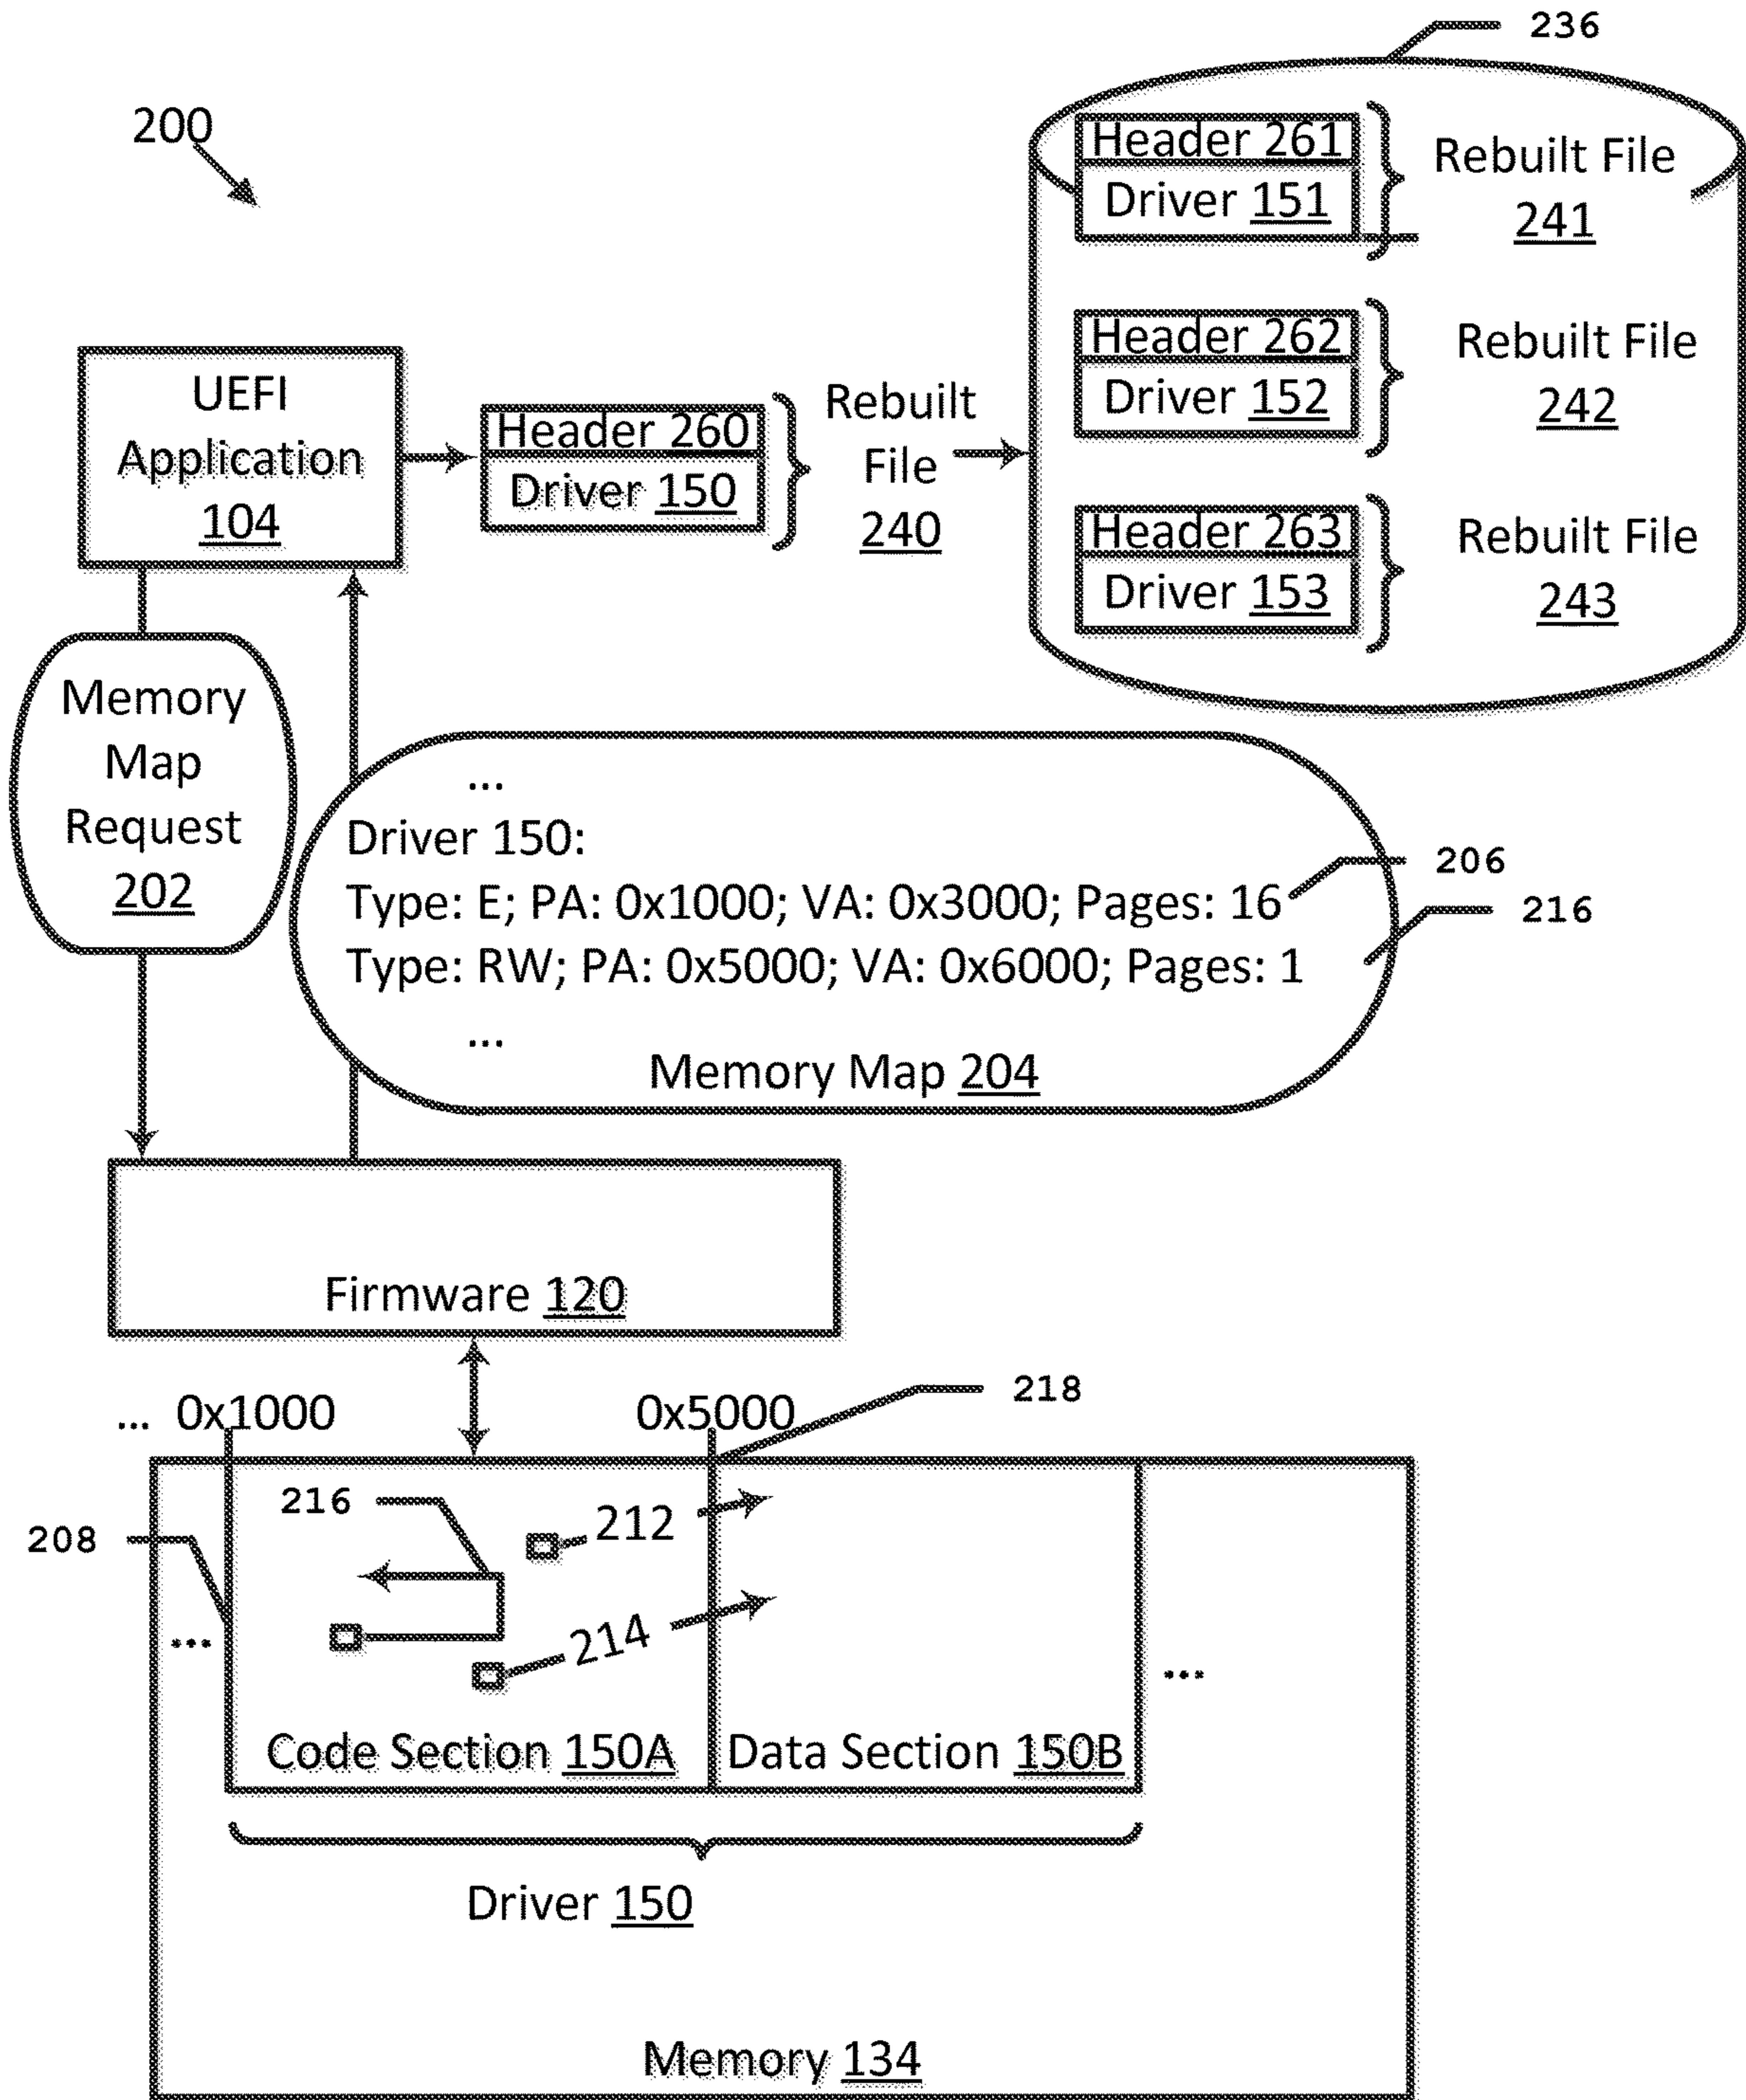 236
200
Header 261
Driver 151
Rebuilt File
241
Header 262
Driver 152
Rebuilt File
242
Header 263
Driver 153
Rebuilt File
243
UEFI
Application
104
Header 260
Driver 150
Rebuilt
File
240
Memory
Map
Request
202
...
Driver 150:
Type: E; PA: 0x1000; VA: 0x3000; Pages: 16
Type: RW; PA: 0x5000; VA: 0x6000; Pages: 1
...
Memory Map 204
206
216
Firmware 120
... 0x1000
0x5000
218
216
212
208
214
...
...
Code Section 150A
Data Section 150B
Driver 150
Memory 134